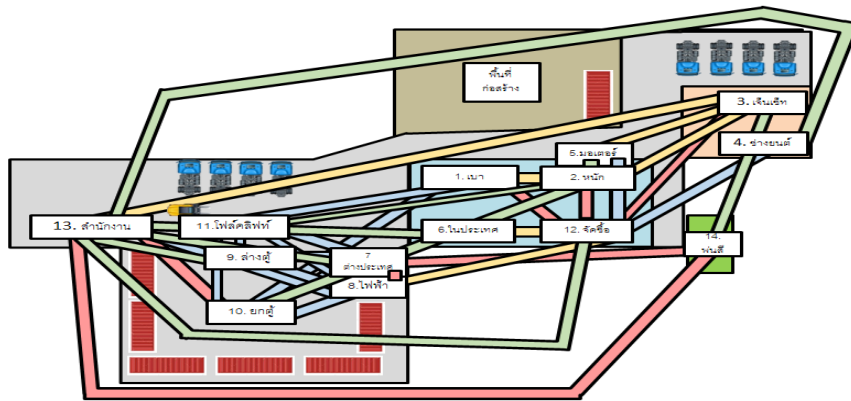 พื้นที่
ก่อสร้าง
3. เจ็นเซ็ท
4. ช่างยนต์
5.มอเตอร์
1. เบา
2. หนัก
13. สำนักงาน
11.โฟล์คลิฟท์
6.ในประเทศ
12. จัดซื้อ
14.
พ่นสี
9. ล่างตู้
7
ต่างประเทศ
8.ไฟฟ้า
10. ยกตู้